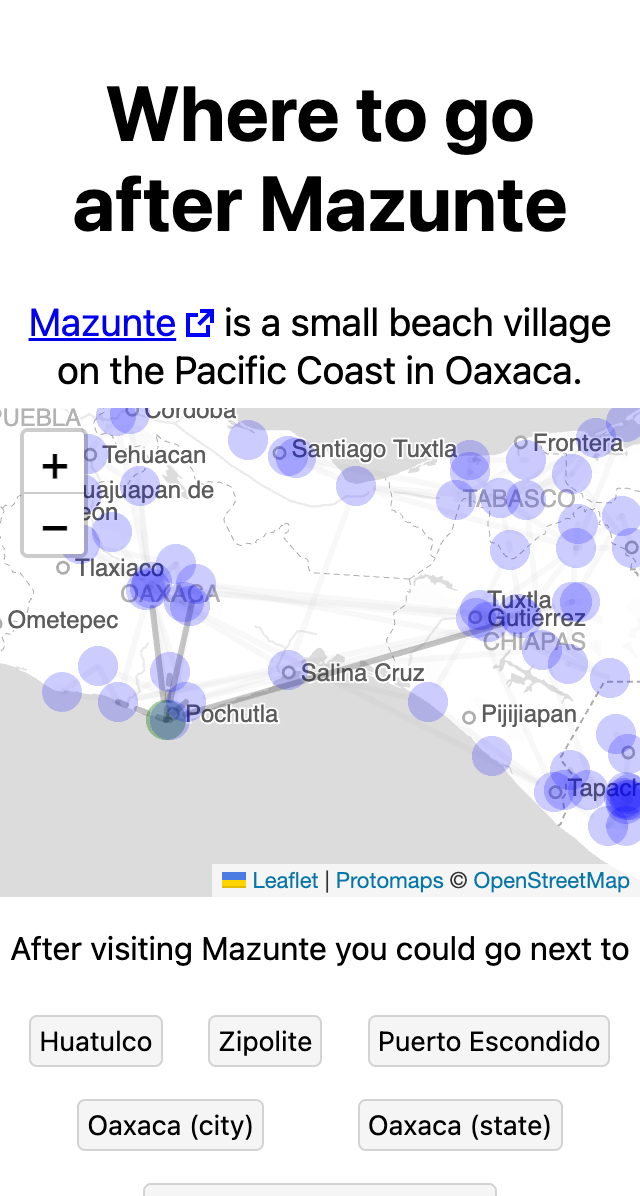 Where to go
after Mazunte
Mazunte is a small beach village
on the Pacific Coast in Oaxaca.
PUEBLA
Cordoba
Tehuacan
Santiago Tuxtla
Frontera
+
−
uajuapan de
eón
TABASCO
Tlaxiaco
OAXACA
Ometepec
Tuxtla
Gutiérrez
CHIAPAS
Salina Cruz
Pochutla
Pijijiapan
Tapach
Leaflet | Protomaps © OpenStreetMap
After visiting Mazunte you could go next to
Huatulco
Zipolite
Puerto Escondido
Oaxaca (city)
Oaxaca (state)